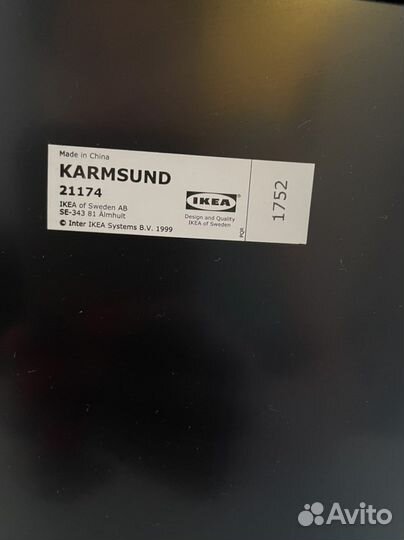 Made in China
KARMSUND
21174
IKEA of Sweden AB
SE-343 81 Älmhult
© Inter IKEA Systems B.V. 1999
IKEA
Design and Quality
IKEA of Sweden
PQR
1752
Avito